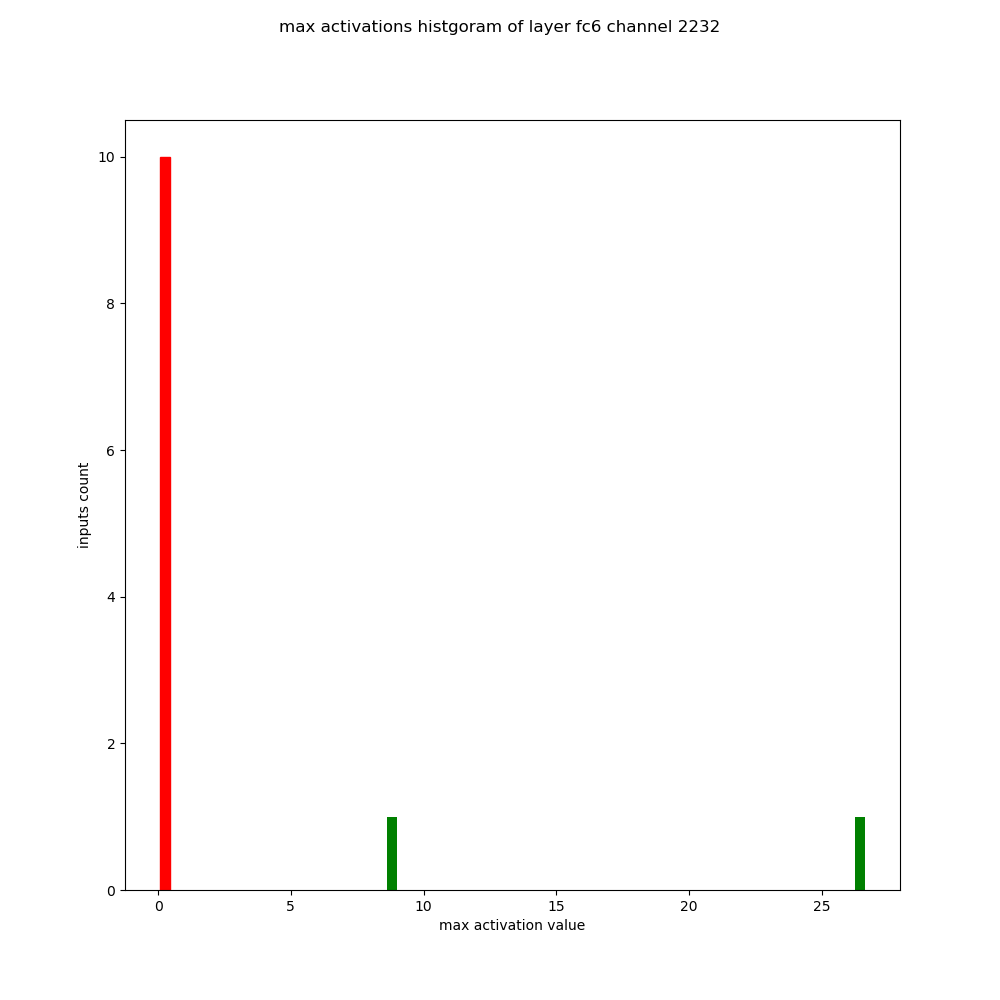 max activations histgoram of layer fc6 channel 2232
10
8
6
4
2
0
inputs count
0 5 10 15 20 25
max activation value